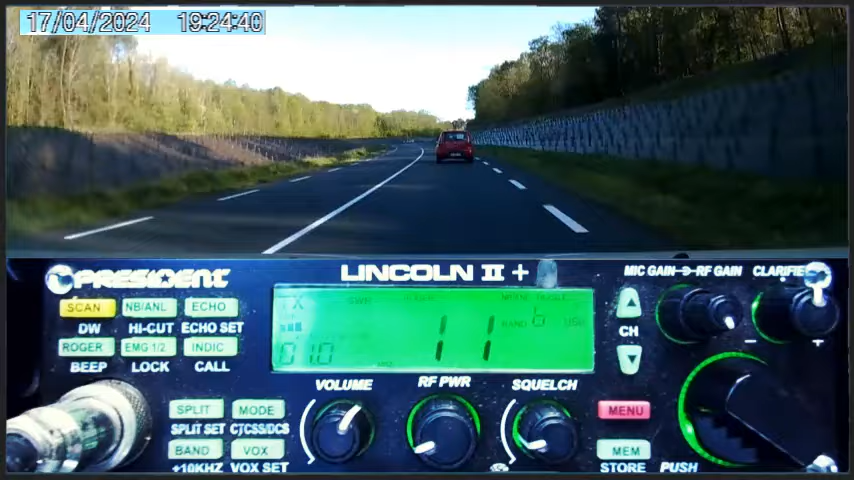 17/04/2024 19:24:40
PRESIDENT LINCOLN II + MIC GAIN RF GAIN CLARIFIE
SCAN NB/ANL ECHO
DW HI-CUT ECHO SET
ROGER EMG 1/2 INDIC
BEEP LOCK CALL
CH
11 BAND 6 USB
VOLUME RF PWR SQUELCH
SPLIT MODE MENU
SPLIT SET CTCSS/DCS
BAND VOX MEM
+10KHZ VOX SET STORE PUSH
- +